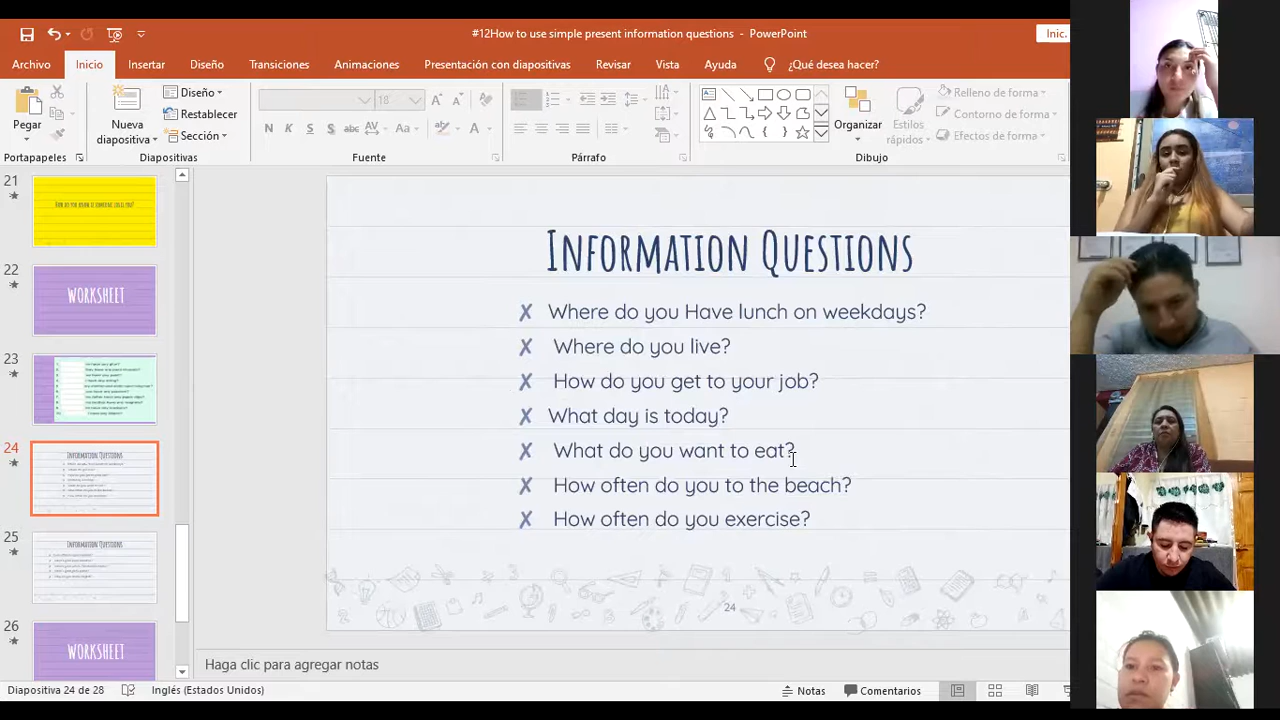 #12How to use simple present information questions - PowerPoint
Inic.
Archivo Inicio Insertar Diseño Transiciones Animaciones Presentación con diapositivas Revisar Vista Ayuda ¿Qué desea hacer?
Pegar
Nueva diapositiva
Diseño
Restablecer
Sección
18
N K S S abc AV
Organizar
Estilos rápidos
Relleno de forma
Contorno de forma
Efectos de forma
Portapapeles Diapositivas Fuente Párrafo Dibujo
21
22
WORKSHEET
23
24
INFORMATION QUESTIONS
25
INFORMATION QUESTIONS
26
WORKSHEET
INFORMATION QUESTIONS
✗ Where do you Have lunch on weekdays?
✗ Where do you live?
✗ How do you get to your job?
✗ What day is today?
✗ What do you want to eat?
✗ How often do you to the beach?
✗ How often do you exercise?
24
Haga clic para agregar notas
Diapositiva 24 de 28 Inglés (Estados Unidos) Notas Comentarios